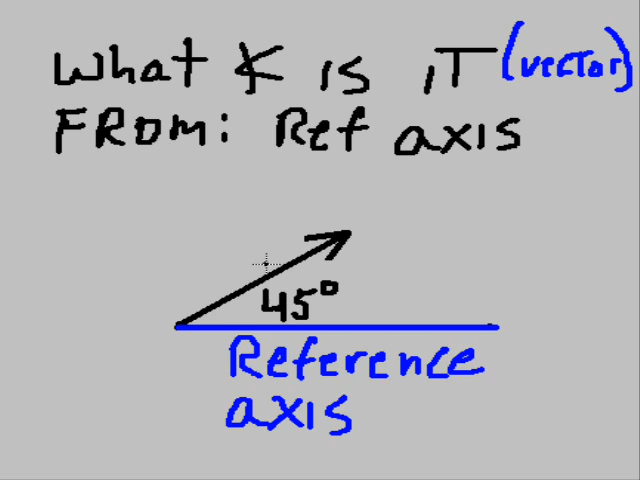 What ∡ is iT (vector)
FROM: Ref axis
45°
Reference
axis